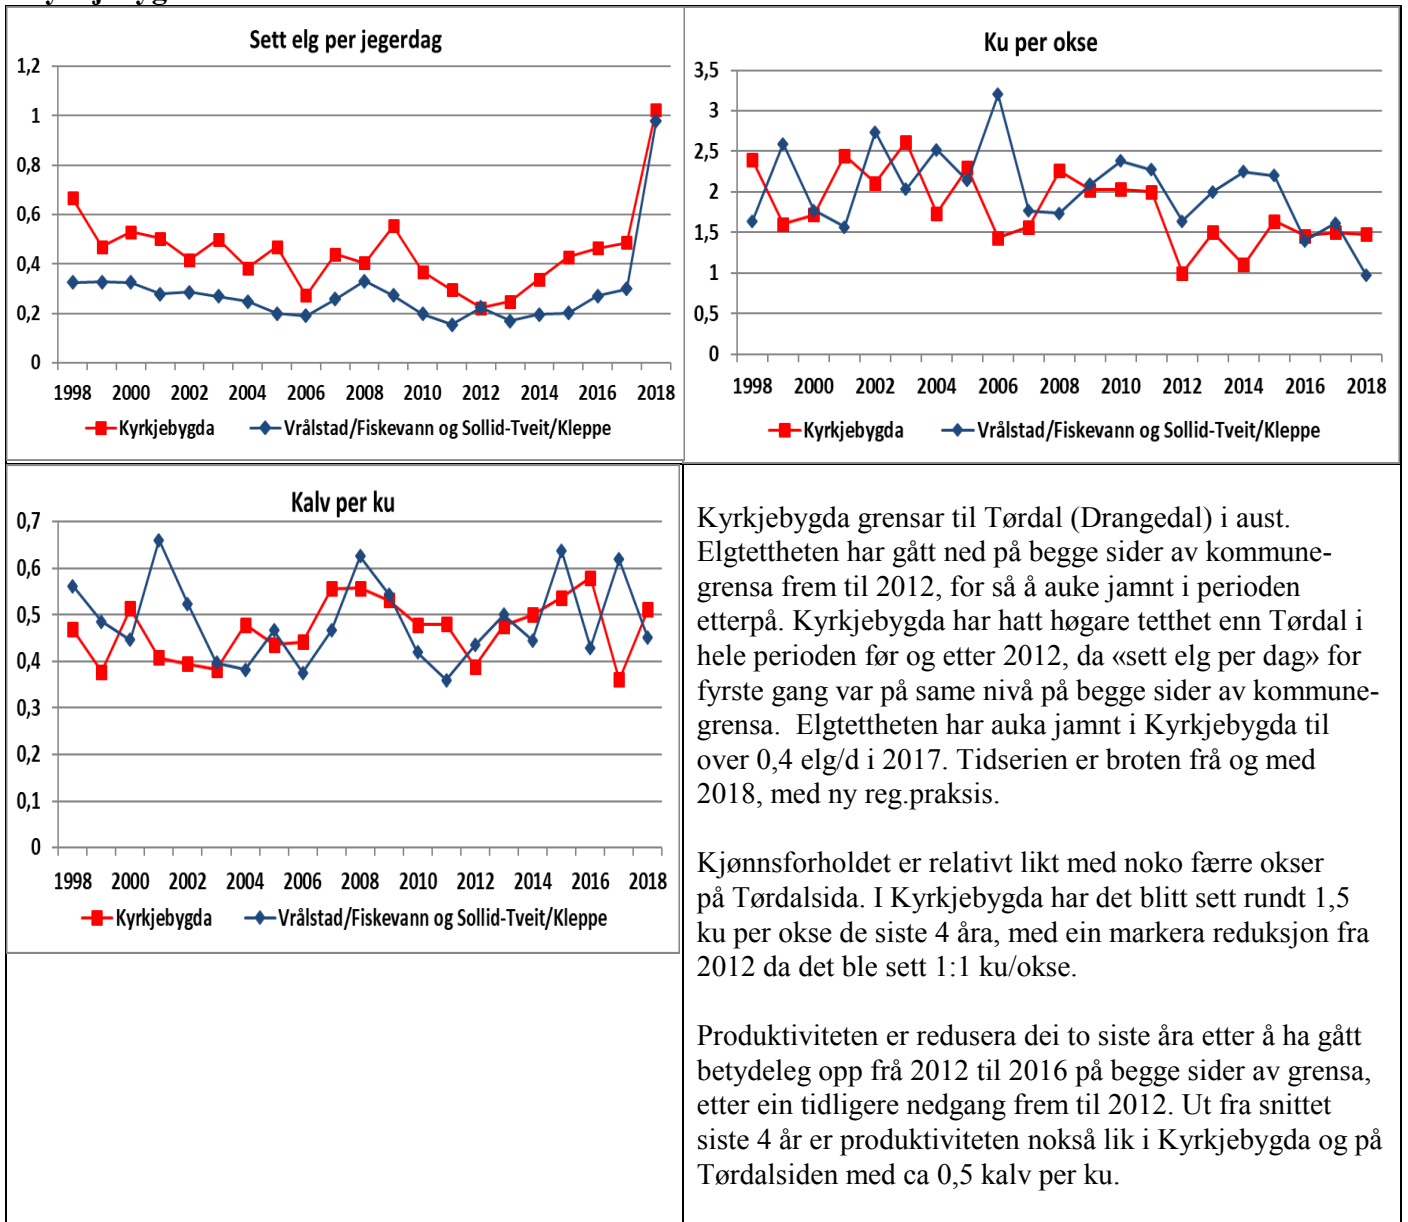 Sett elg per jegerdag
1,2
1
0,8
0,6
0,4
0,2
0
1998 2000 2002 2004 2006 2008 2010 2012 2014 2016 2018
Kyrkjebygda Vrålstad/Fiskevann og Sollid-Tveit/Kleppe
Ku per okse
3,5
3
2,5
2
1,5
1
0,5
0
1998 2000 2002 2004 2006 2008 2010 2012 2014 2016 2018
Kyrkjebygda Vrålstad/Fiskevann og Sollid-Tveit/Kleppe
Kalv per ku
0,7
0,6
0,5
0,4
0,3
0,2
0,1
0
1998 2000 2002 2004 2006 2008 2010 2012 2014 2016 2018
Kyrkjebygda Vrålstad/Fiskevann og Sollid-Tveit/Kleppe
Kyrkjebygda grensar til Tørdal (Drangedal) i aust.
Elgtettheten har gått ned på begge sider av kommune-
grensa frem til 2012, for så å auke jamnt i perioden
etterpå. Kyrkjebygda har hatt høgare tetthet enn Tørdal i
hele perioden før og etter 2012, da «sett elg per dag» for
fyrste gang var på same nivå på begge sider av kommune-
grensa. Elgtettheten har auka jamnt i Kyrkjebygda til
over 0,4 elg/d i 2017. Tidserien er broten frå og med
2018, med ny reg.praksis.
Kjønnsforholdet er relativt likt med noko færre okser
på Tørdalsida. I Kyrkjebygda har det blitt sett rundt 1,5
ku per okse de siste 4 åra, med ein markera reduksjon fra
2012 da det ble sett 1:1 ku/okse.
Produktiviteten er redusera dei to siste åra etter å ha gått
betydeleg opp frå 2012 til 2016 på begge sider av grensa,
etter ein tidligere nedgang frem til 2012. Ut fra snittet
siste 4 år er produktiviteten nokså lik i Kyrkjebygda og på
Tørdalsiden med ca 0,5 kalv per ku.